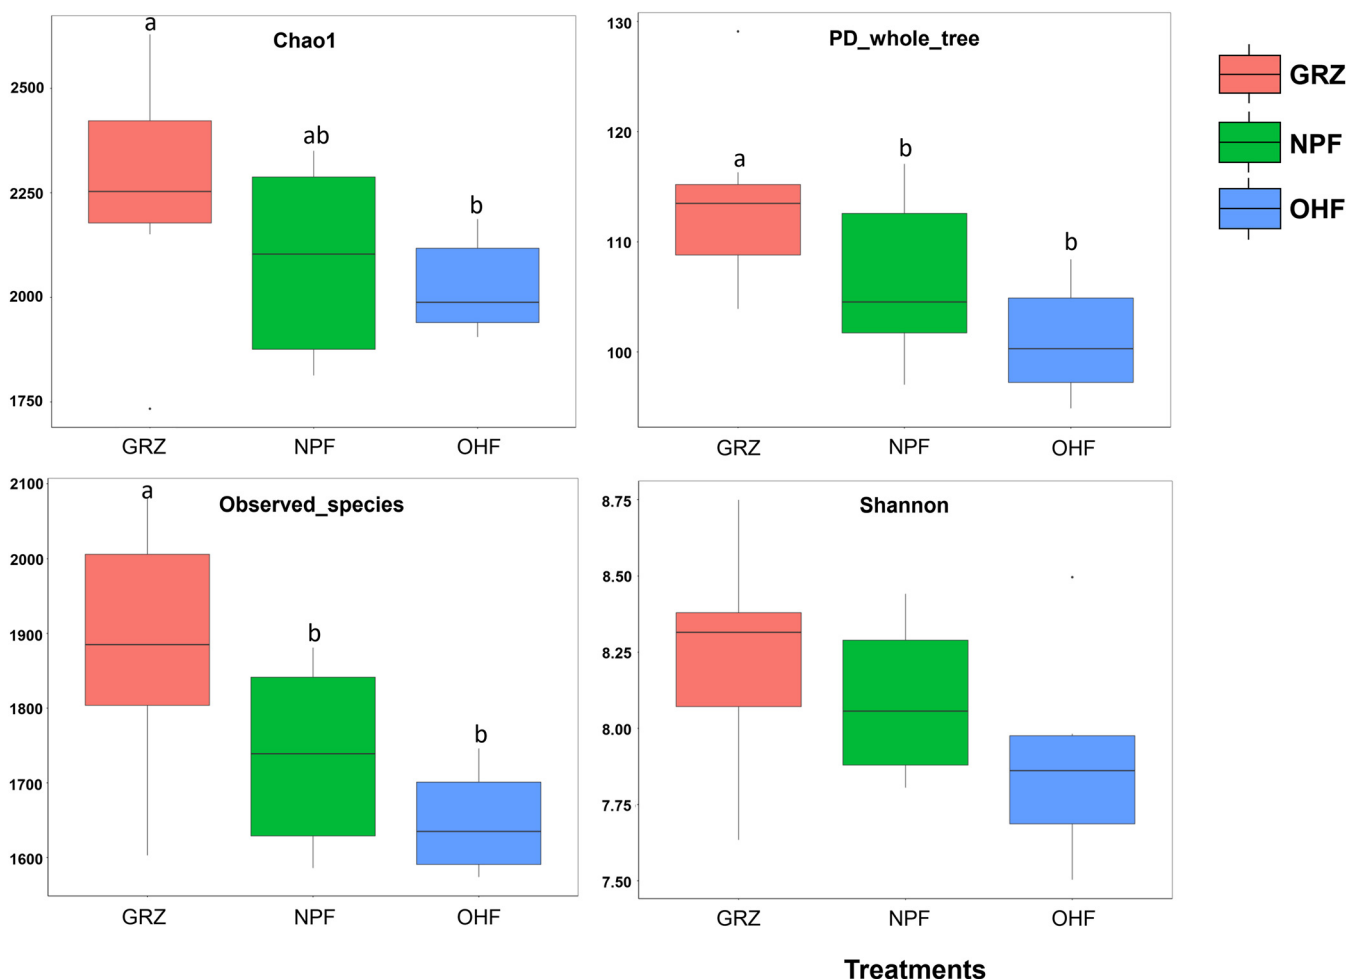 a
Chao1
2500
ab
2250
b
2000
1750
GRZ NPF OHF
130
PD_whole_tree
120
a
b
b
110
100
GRZ NPF OHF
GRZ
NPF
OHF
2100
a
Observed_species
2000
1900
b
1800
b
1700
1600
GRZ NPF OHF
8.75
Shannon
8.50
8.25
8.00
7.75
7.50
GRZ NPF OHF
Treatments